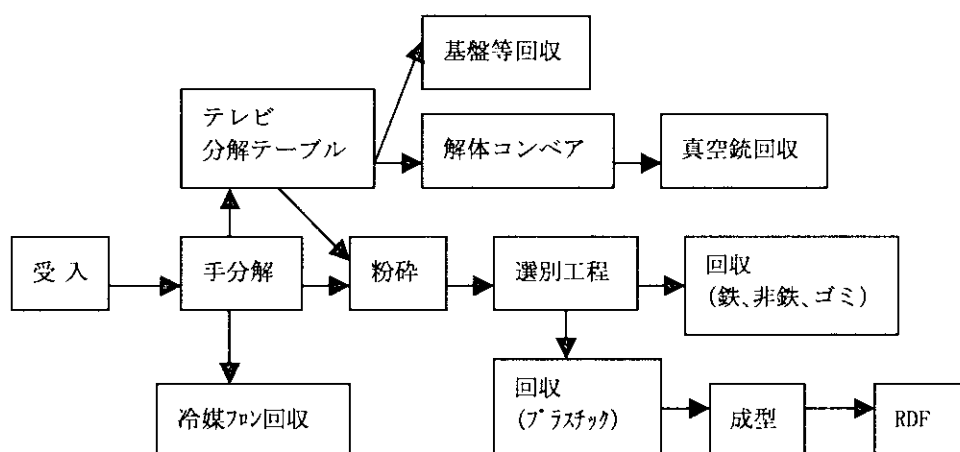 基盤等回収
テレビ
分解テーブル
解体コンベア
真空銃回収
受 入
手分解
粉砕
選別工程
回収
(鉄、非鉄、ゴミ)
冷媒ﾌﾛﾝ回収
回収
(ﾌﾟﾗｽﾁｯｸ)
成型
RDF